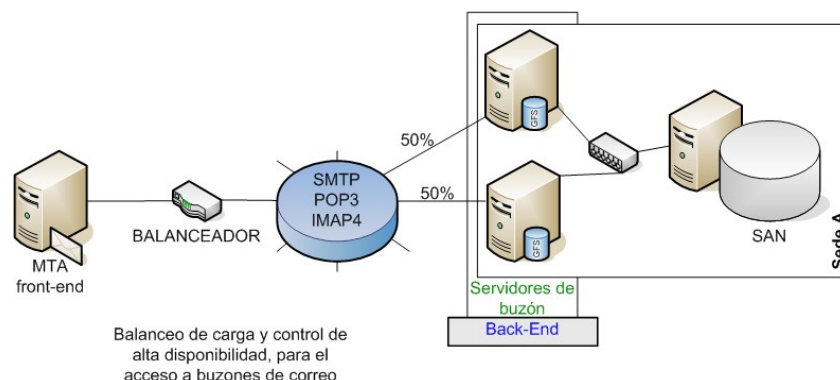 50%
GFS
SMTP
POP3
IMAP4
50%
GFS
BALANCEADOR
MTA
front-end
SAN
Sede A
Servidores de
buzón
Back-End
Balanceo de carga y control de
alta disponibilidad, para el
acceso a buzones de correo